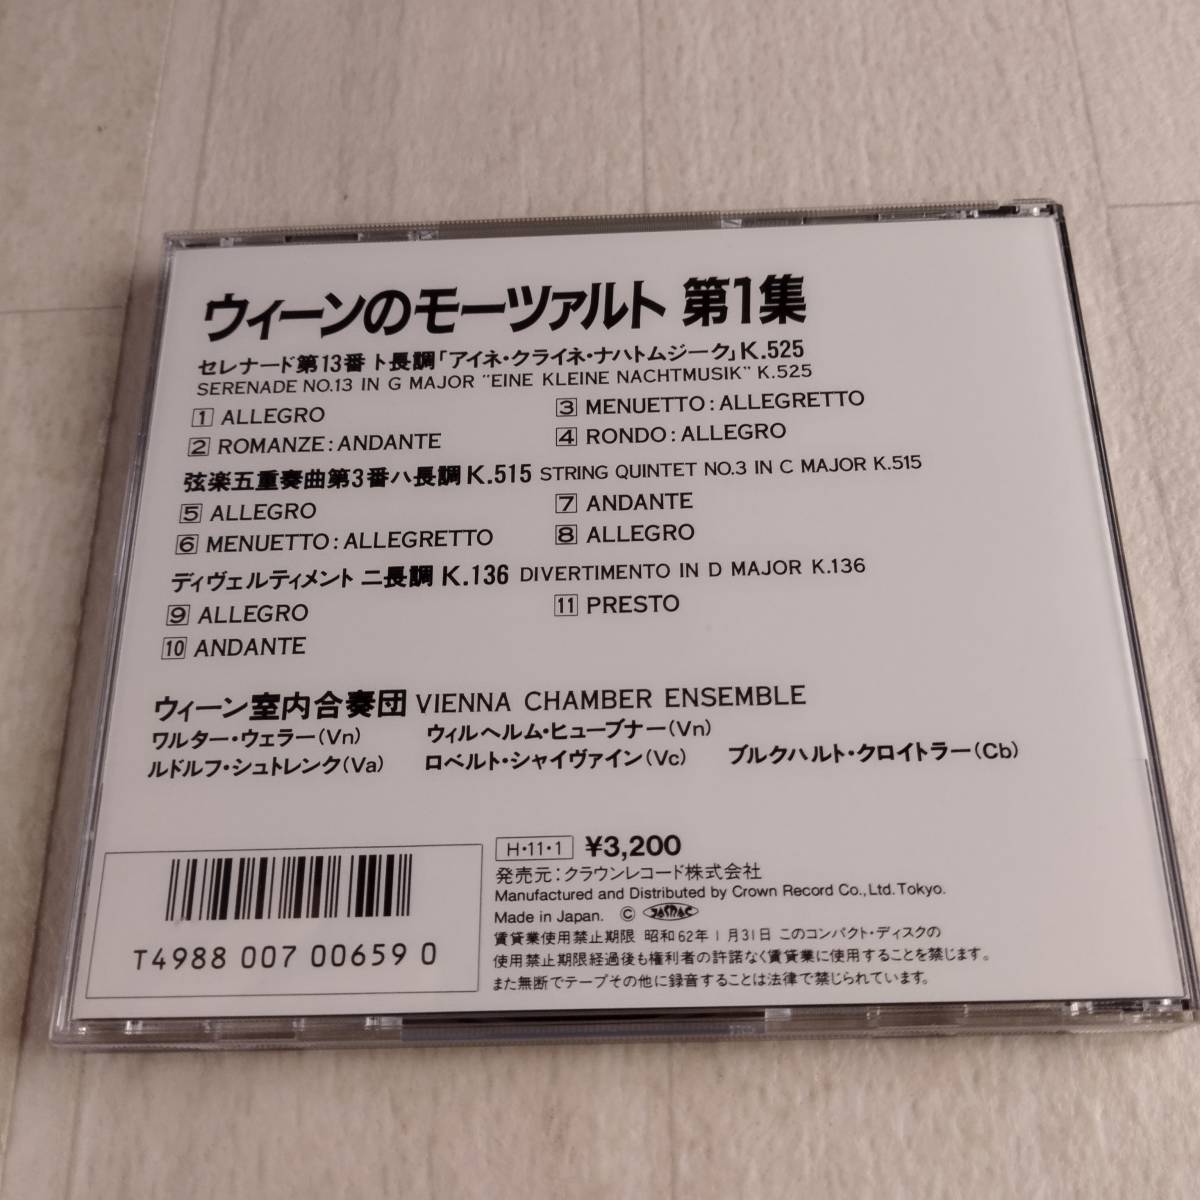 ウィーンのモーツァルト 第1集
セレナード第13番 ト長調「アイネ・クライネ・ナハトムジーク」K.525
SERENADE NO.13 IN G MAJOR "EINE KLEINE NACHTMUSIK" K.525
1 ALLEGRO
2 ROMANZE: ANDANTE
3 MENUETTO: ALLEGRETTO
4 RONDO: ALLEGRO
弦楽五重奏曲第3番ハ長調K.515 STRING QUINTET NO.3 IN C MAJOR K.515
5 ALLEGRO
6 MENUETTO: ALLEGRETTO
7 ANDANTE
8 ALLEGRO
ディヴェルティメント ニ長調 K.136 DIVERTIMENTO IN D MAJOR K.136
9 ALLEGRO
10 ANDANTE
11 PRESTO
ウィーン室内合奏団 VIENNA CHAMBER ENSEMBLE
ワルター・ウェラー(Vn) ウィルヘルム・ヒューブナー(Vn)
ルドルフ・シュトレンク(Va) ロベルト・シャイヴァイン(Vc) ブルクハルト・クロイトラー(Cb)
H・11・1 ¥3,200
発売元:クラウンレコード株式会社
Manufactured and Distributed by Crown Record Co., Ltd. Tokyo.
Made in Japan. © JASRAC
賃貸業使用禁止期限 昭和62年1月31日 このコンパクト・ディスクの
使用禁止期限経過後も権利者の許諾なく賃貸業に使用することを禁じます。
また無断でテープその他に録音することは法律で禁じられています。
T4988 007 00659 0